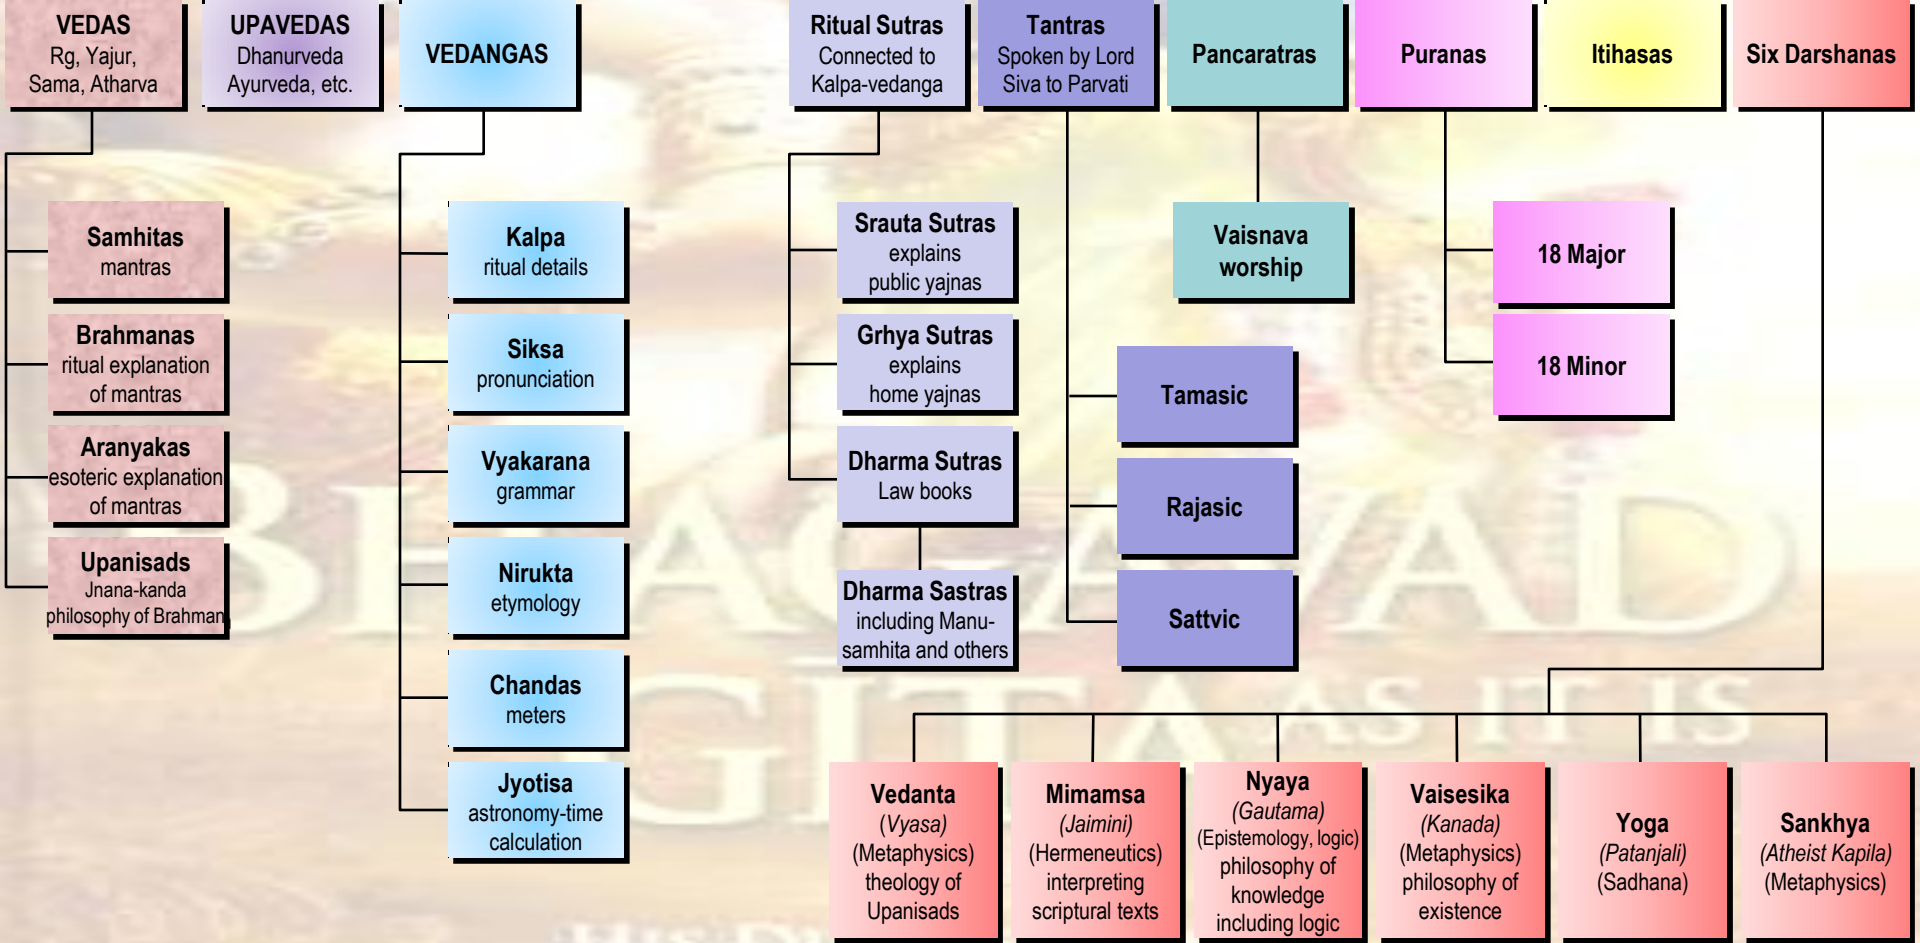 VEDAS
Rg, Yajur,
Sama, Atharva
UPAVEDAS
Dhanurveda
Ayurveda, etc.
VEDANGAS
Ritual Sutras
Connected to
Kalpa-vedanga
Tantras
Spoken by Lord
Siva to Parvati
Pancaratras
Puranas
Itihasas
Six Darshanas
Samhitas
mantras
Brahmanas
ritual explanation
of mantras
Aranyakas
esoteric explanation
of mantras
Upanisads
Jnana-kanda
philosophy of Brahman
Kalpa
ritual details
Siksa
pronunciation
Vyakarana
grammar
Nirukta
etymology
Chandas
meters
Jyotisa
astronomy-time
calculation
Srauta Sutras
explains
public yajnas
Grhya Sutras
explains
home yajnas
Dharma Sutras
Law books
Dharma Sastras
including Manu-
samhita and others
Tamasic
Rajasic
Sattvic
Vaisnava
worship
18 Major
18 Minor
Vedanta
(Vyasa)
(Metaphysics)
theology of
Upanisads
Mimamsa
(Jaimini)
(Hermeneutics)
interpreting
scriptural texts
Nyaya
(Gautama)
(Epistemology, logic)
philosophy of
knowledge
including logic
Vaisesika
(Kanada)
(Metaphysics)
philosophy of
existence
Yoga
(Patanjali)
(Sadhana)
Sankhya
(Atheist Kapila)
(Metaphysics)
BHAGAVAD
GITA AS IT IS